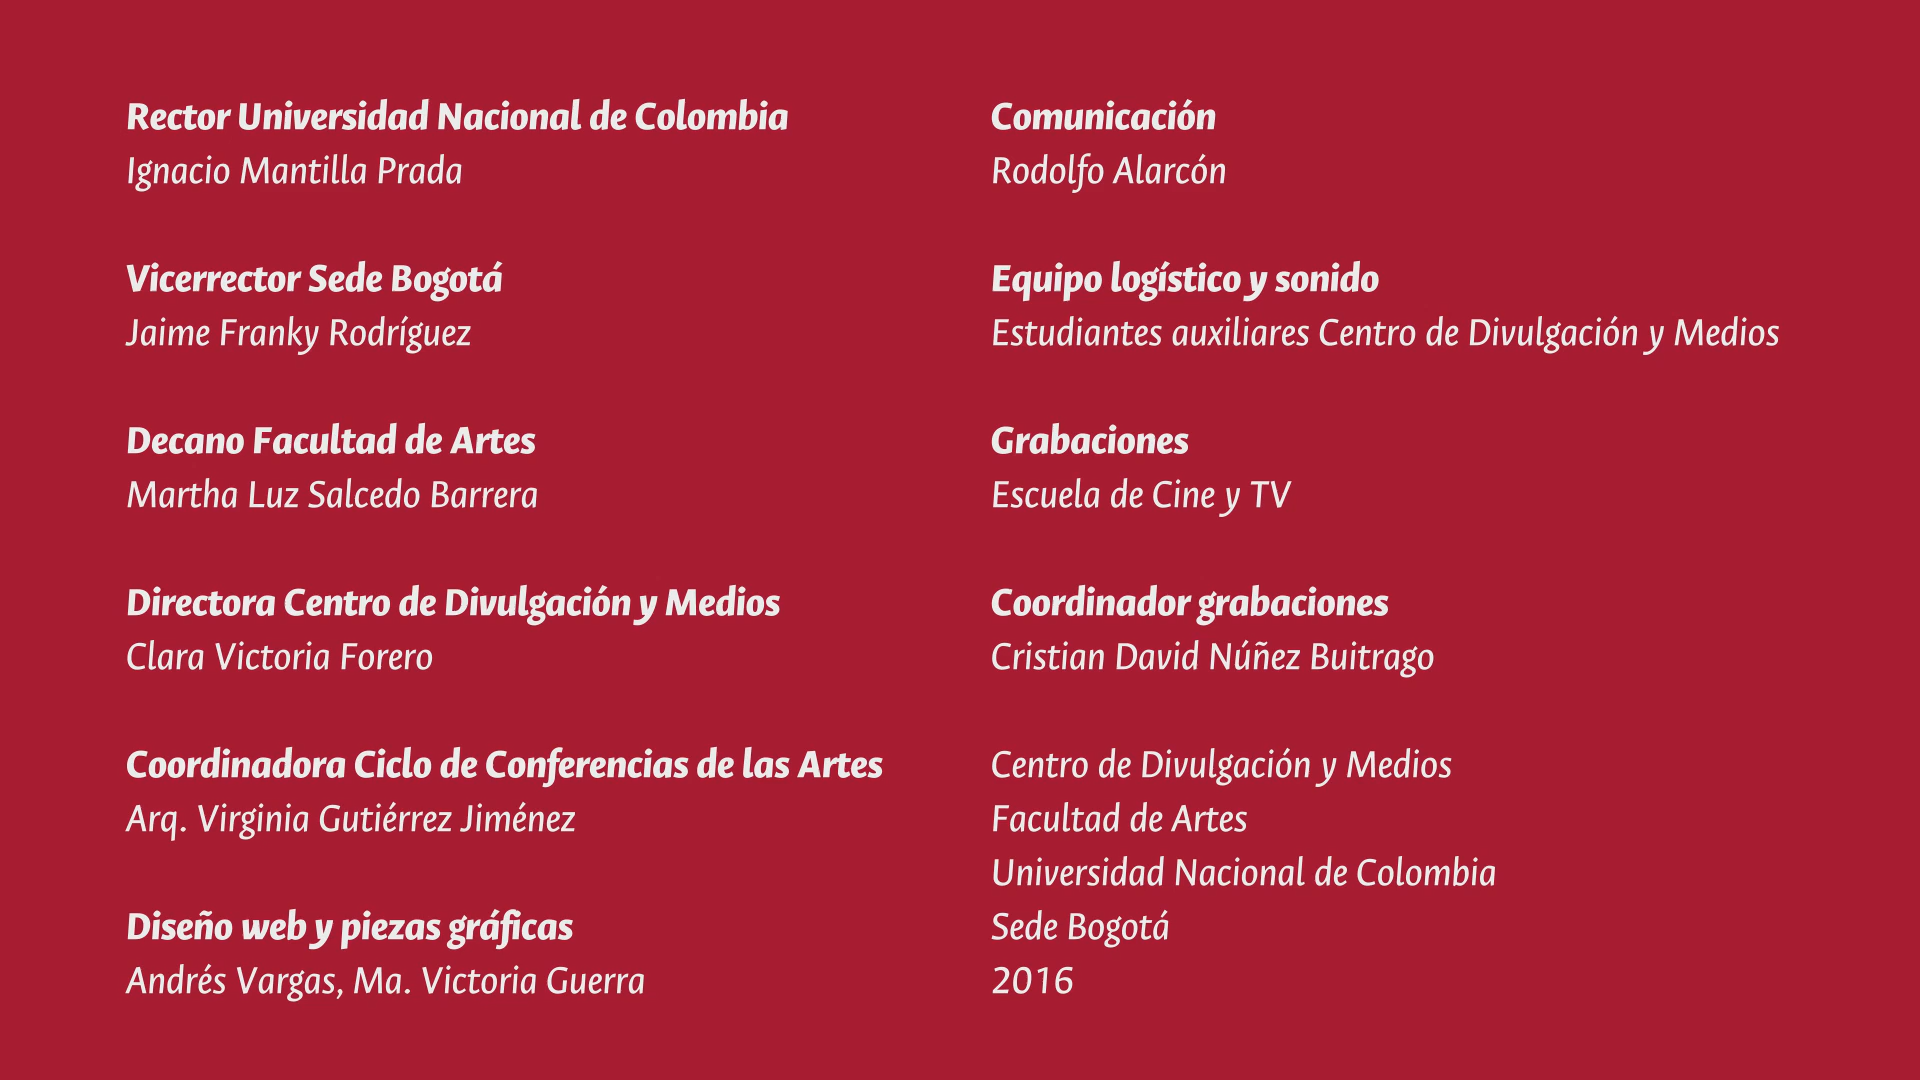 Rector Universidad Nacional de Colombia
Ignacio Mantilla Prada
Vicerrector Sede Bogotá
Jaime Franky Rodríguez
Decano Facultad de Artes
Martha Luz Salcedo Barrera
Directora Centro de Divulgación y Medios
Clara Victoria Forero
Coordinadora Ciclo de Conferencias de las Artes
Arq. Virginia Gutiérrez Jiménez
Diseño web y piezas gráficas
Andrés Vargas, Ma. Victoria Guerra
Comunicación
Rodolfo Alarcón
Equipo logístico y sonido
Estudiantes auxiliares Centro de Divulgación y Medios
Grabaciones
Escuela de Cine y TV
Coordinador grabaciones
Cristian David Núñez Buitrago
Centro de Divulgación y Medios
Facultad de Artes
Universidad Nacional de Colombia
Sede Bogotá
2016